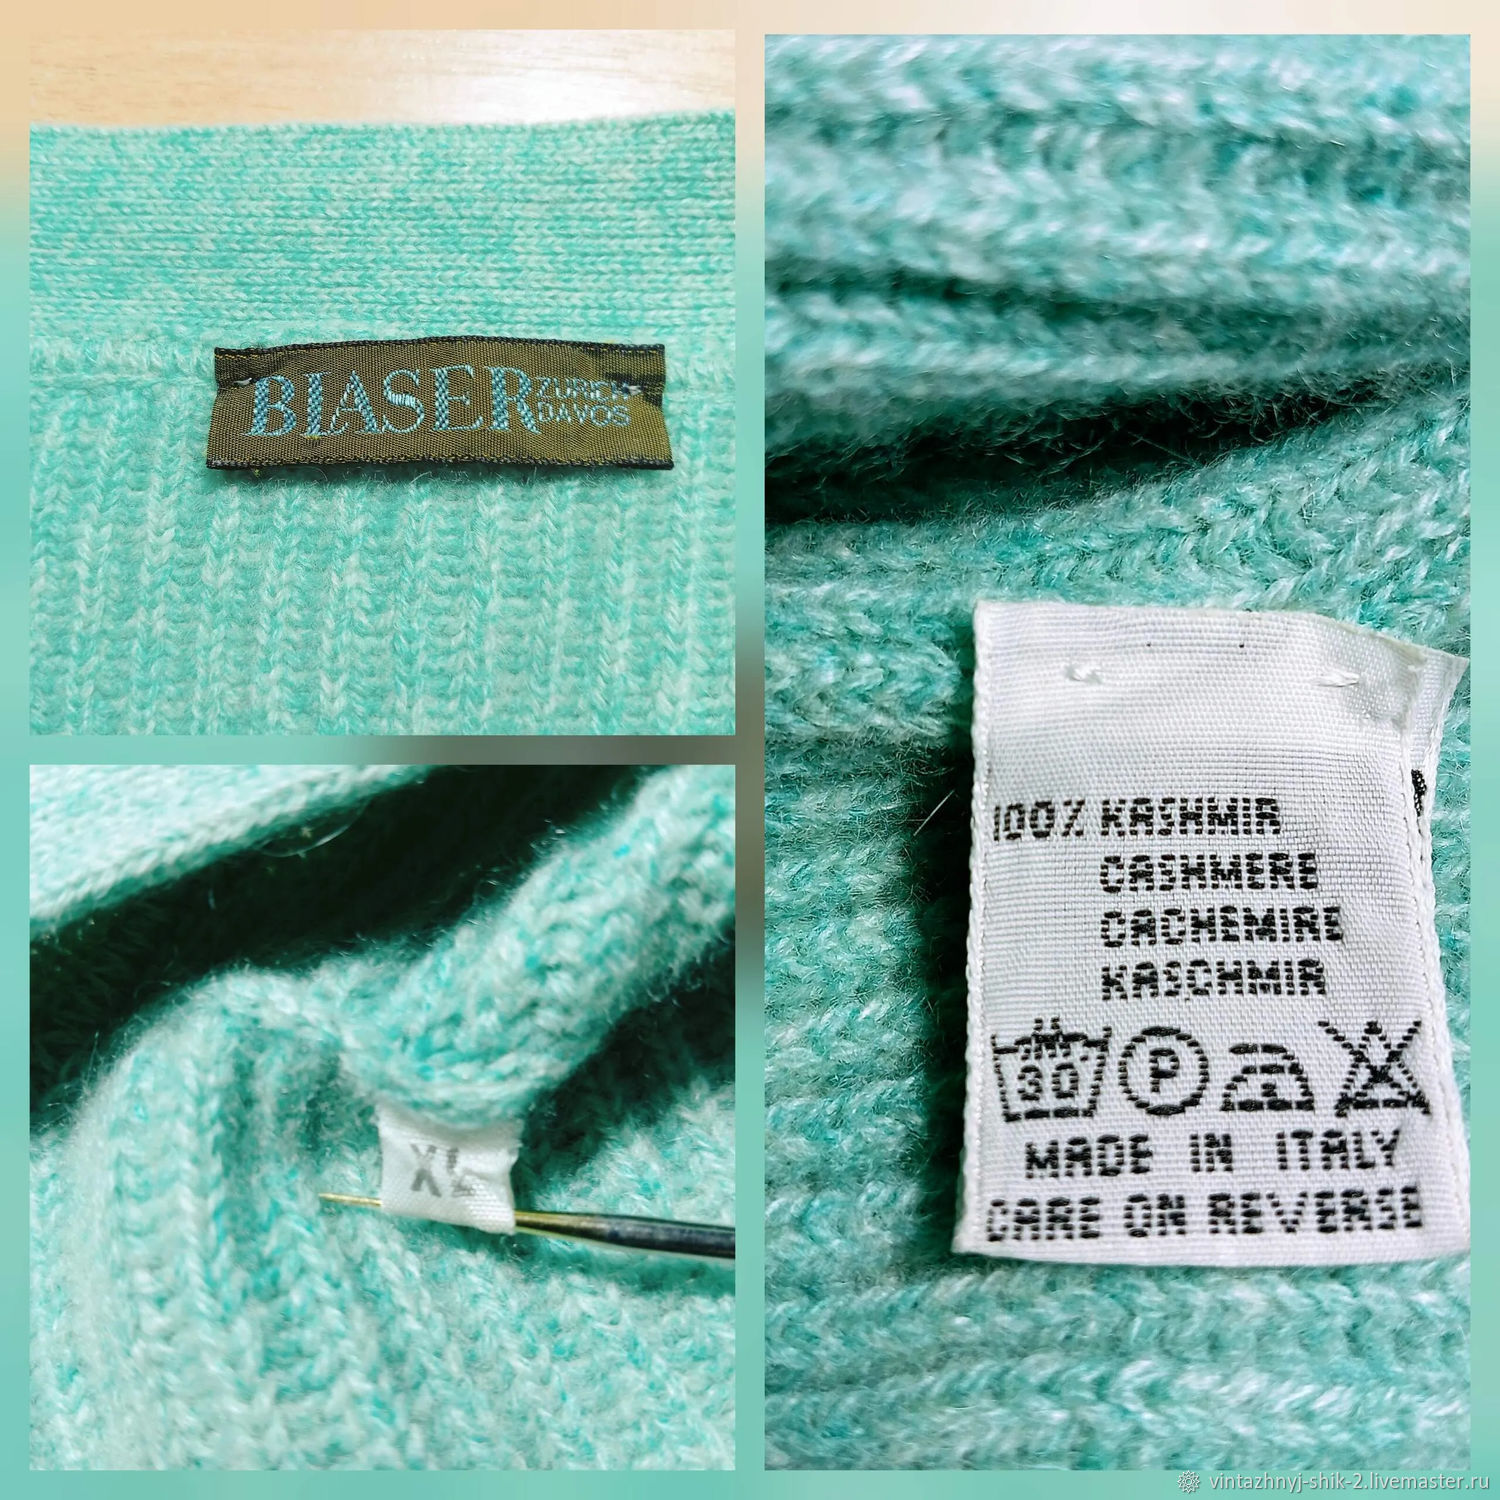 BIASER ZÜRICH
DAVOS
XL
100% KASHMIR
CASHMERE
CACHEMIRE
KASCHMIR
30 P
MADE IN ITALY
CARE ON REVERSE
vintazhnyj-shik-2.livemaster.ru